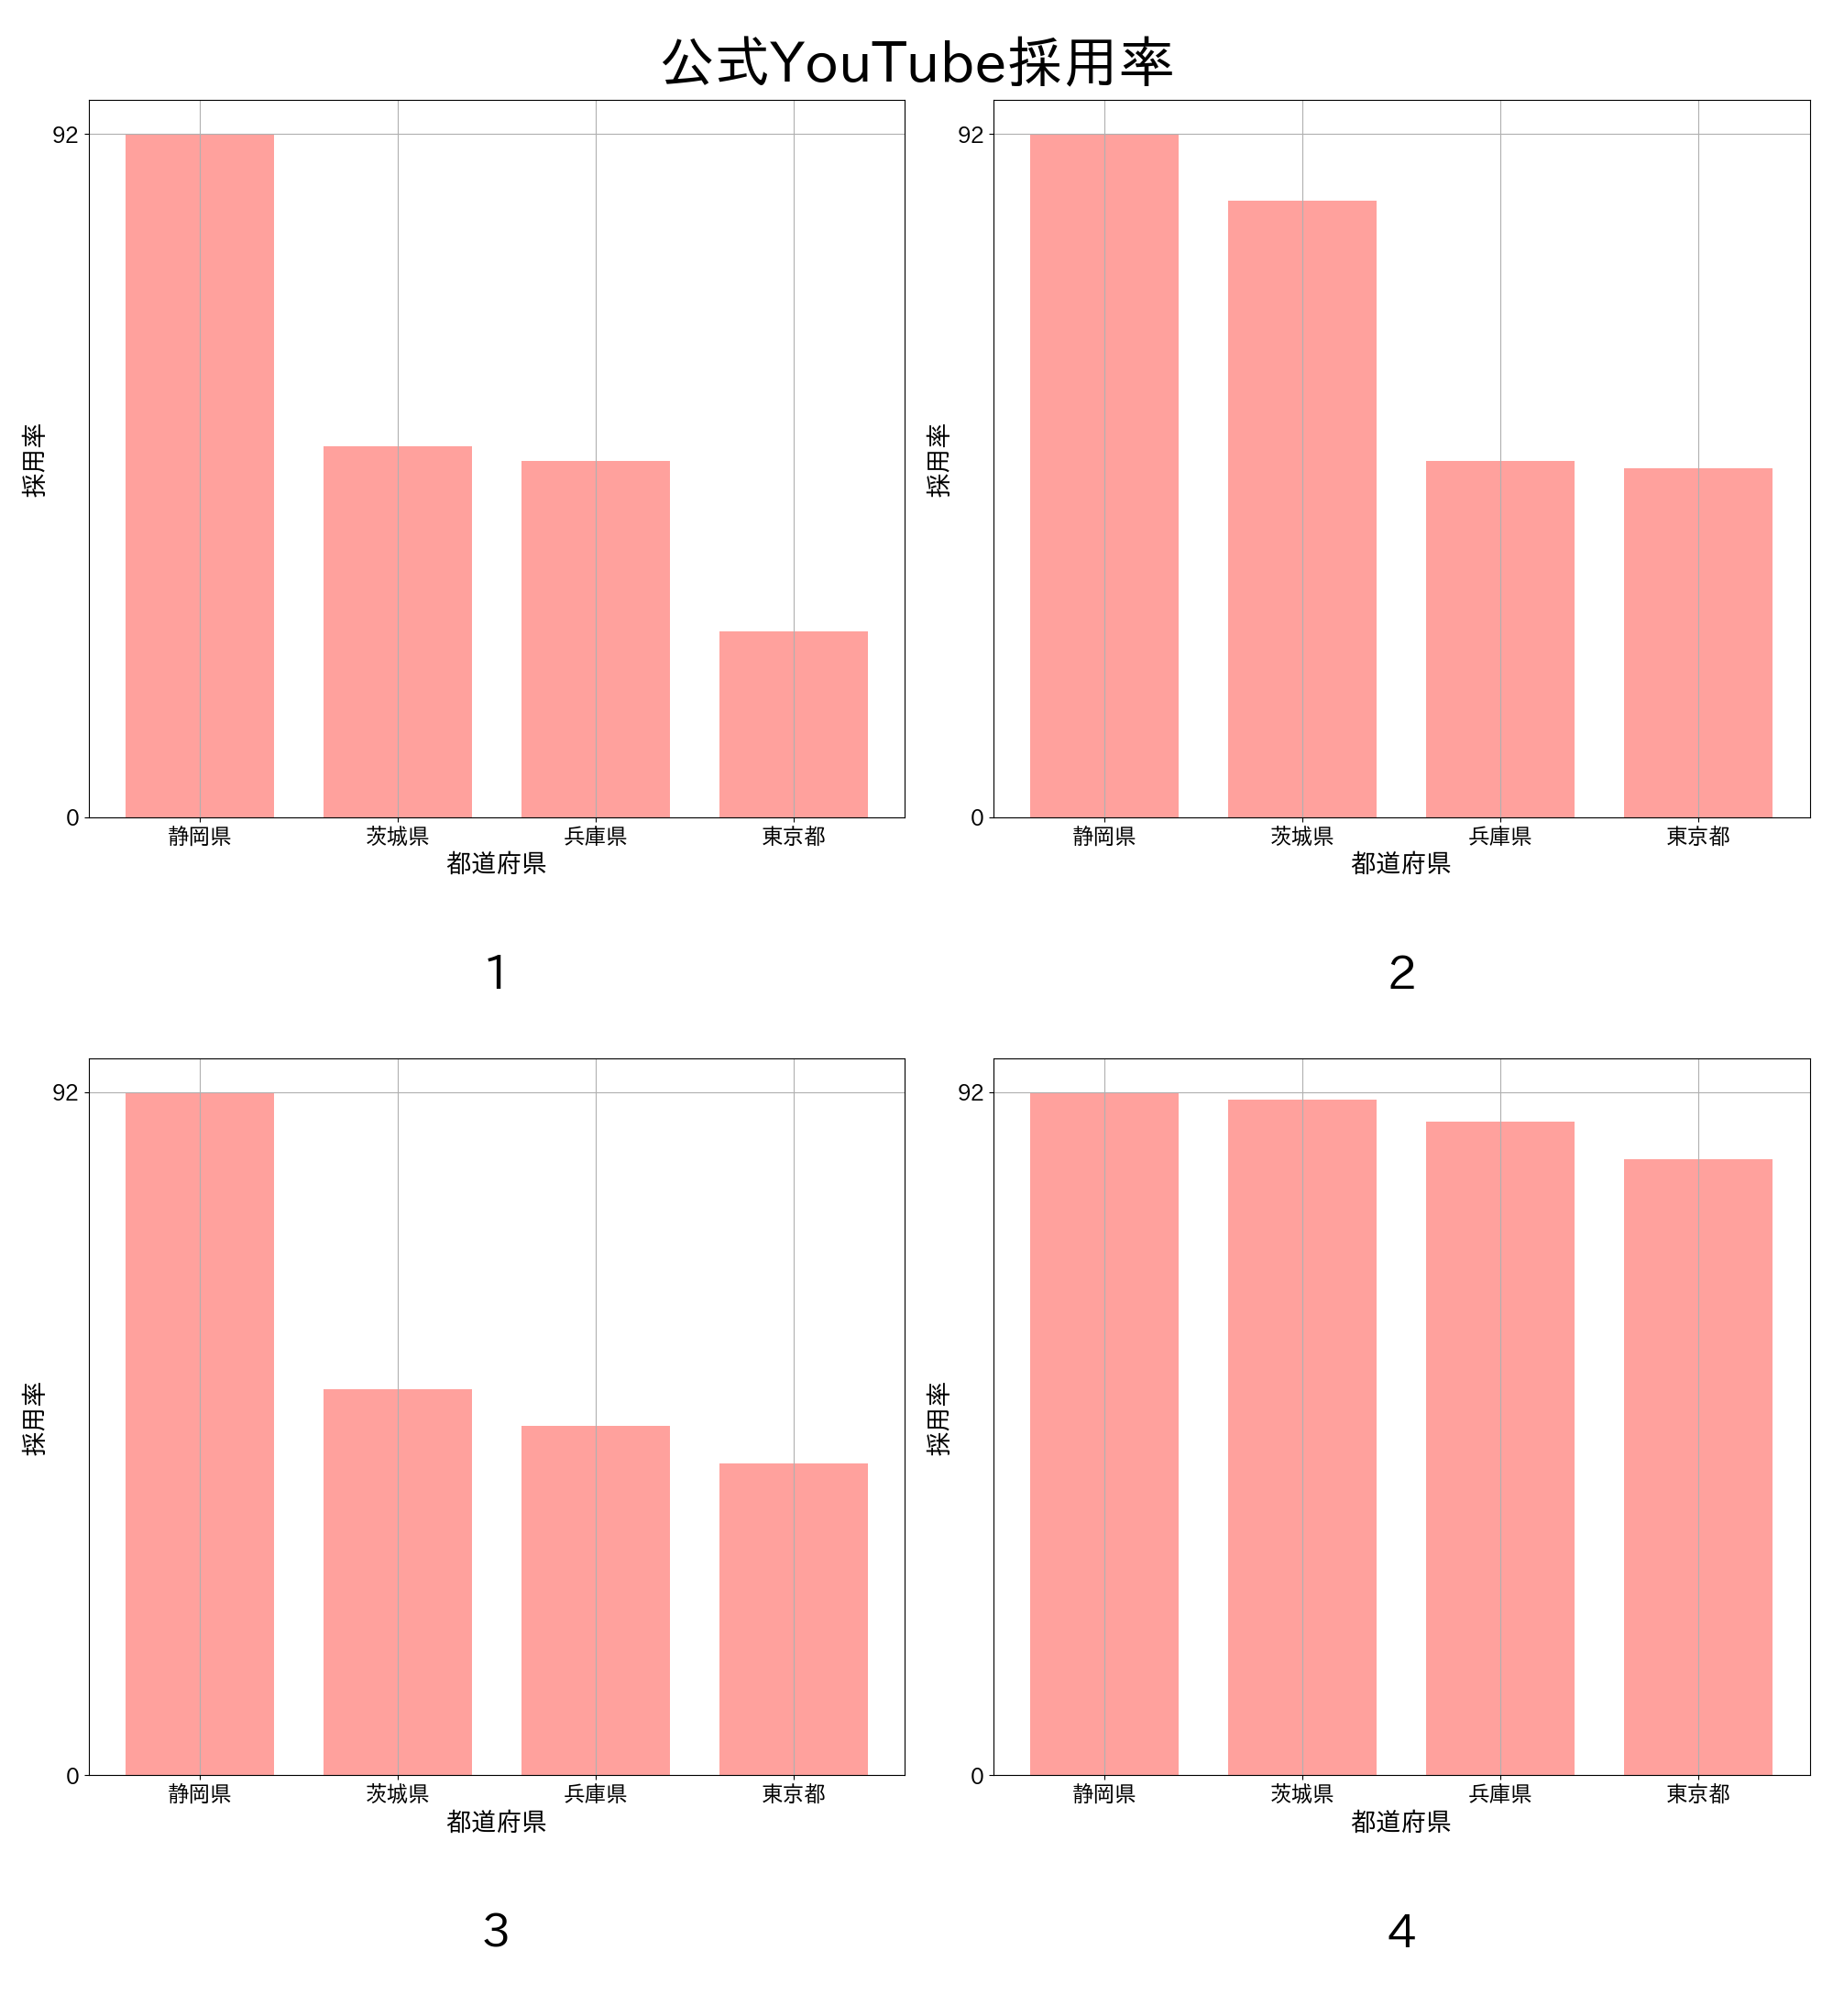 公式YouTube採用率
92
0
採用率
静岡県 茨城県 兵庫県 東京都
都道府県
1
92
0
採用率
静岡県 茨城県 兵庫県 東京都
都道府県
2
92
0
採用率
静岡県 茨城県 兵庫県 東京都
都道府県
3
92
0
採用率
静岡県 茨城県 兵庫県 東京都
都道府県
4